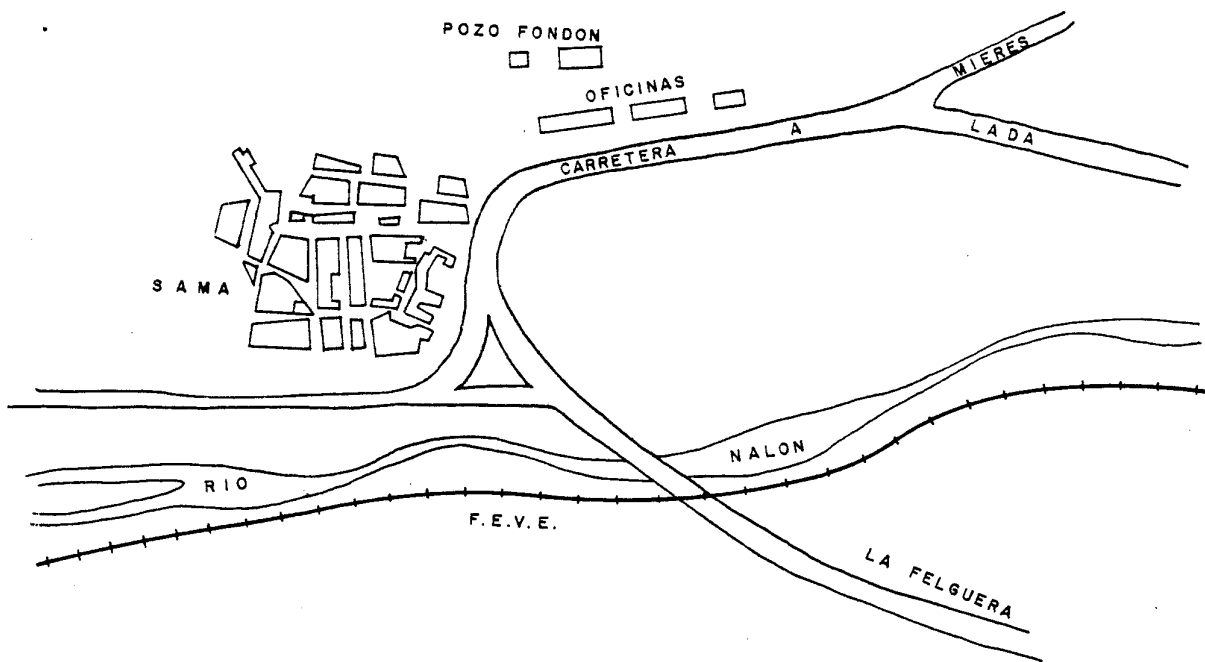 POZO FONDON
OFICINAS
MIERES
CARRETERA A
LADA
SAMA
RIO NALON
F.E.V.E.
LA FELGUERA